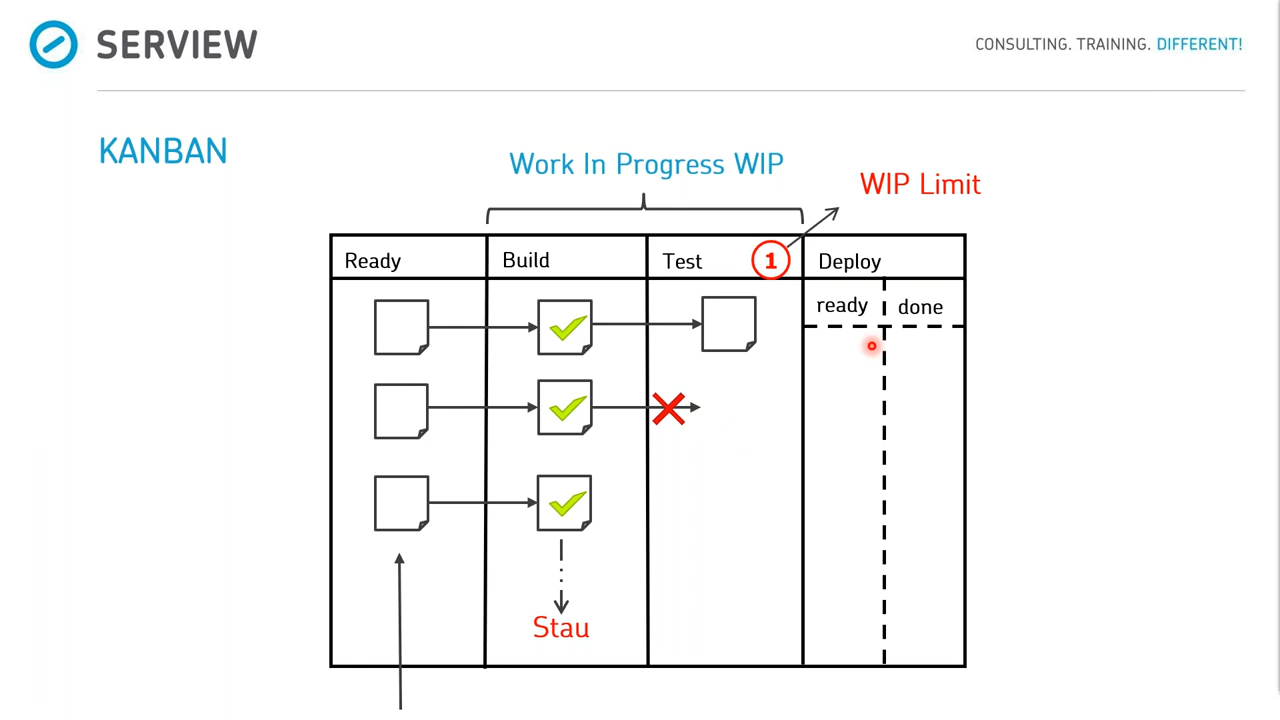 SERVIEW
CONSULTING. TRAINING. DIFFERENT!
KANBAN
Work In Progress WIP
WIP Limit
Ready
Build
Test
1
Deploy
ready
done
Stau